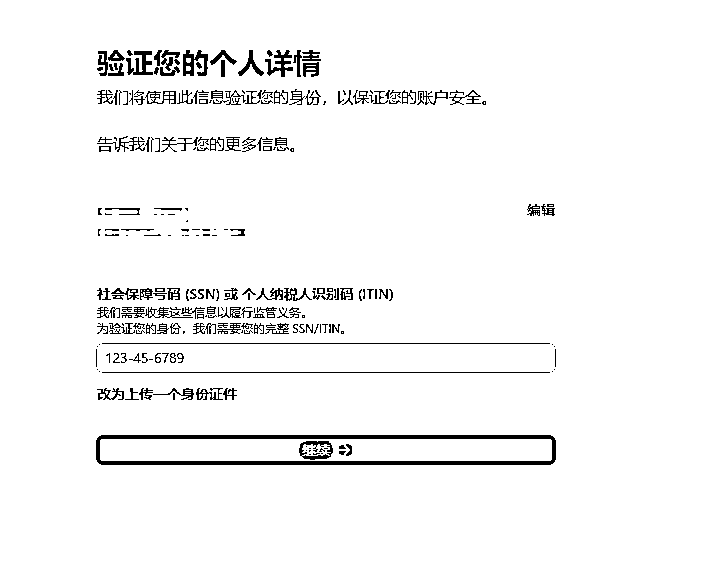 验证您的个人详情
我们将使用此信息验证您的身份，以保证您的账户安全。
告诉我们关于您的更多信息。
编辑
社会保障号码 (SSN) 或 个人纳税人识别码 (ITIN)
我们需要收集这些信息以履行监管义务。
为验证您的身份，我们需要您的完整 SSN/ITIN。
123-45-6789
改为上传一个身份证件
继续